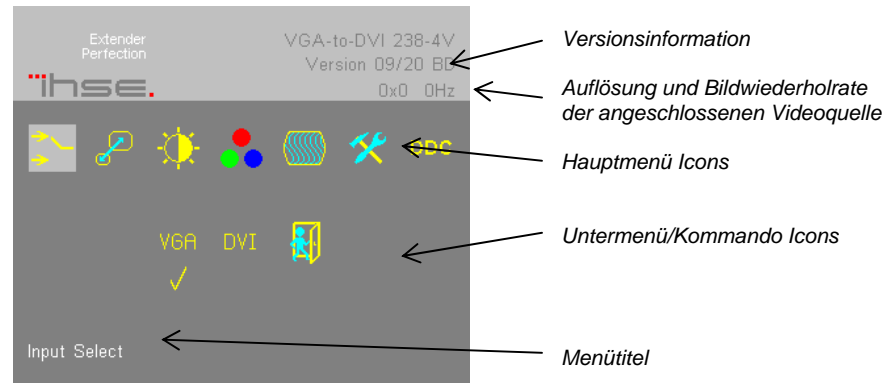 Extender
Perfection
ihse.
VGA-to-DVI 238-4V
Version 09/20 BD
0x0 0Hz
Versionsinformation
Auflösung und Bildwiederholrate
der angeschlossenen Videoquelle
Hauptmenü Icons
DDC
VGA DVI
Untermenü/Kommando Icons
Input Select
Menütitel